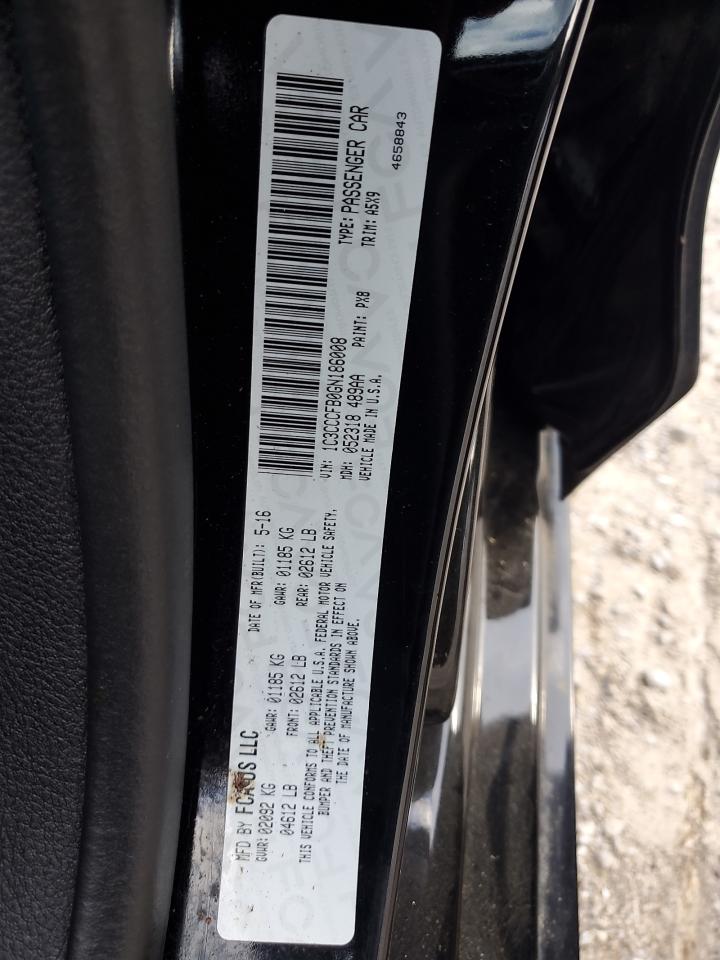 MFD BY FCA US LLC
DATE OF MFR(BUILT): 5-16
GVWR: 02092 KG
GAWR: 01185 KG
GAWR: 01185 KG
04612 LB
FRONT: 02612 LB
REAR: 02612 LB
THIS VEHICLE CONFORMS TO ALL APPLICABLE U.S.A. FEDERAL MOTOR VEHICLE SAFETY,
BUMPER AND THEFT PREVENTION STANDARDS IN EFFECT ON
THE DATE OF MANUFACTURE SHOWN ABOVE.
VIN: 1C3CCCFB0GN186008
TYPE: PASSENGER CAR
MDH: 052318 489AA
PAINT: PX8
TRIM: A5X9
VEHICLE MADE IN U.S.A.
4658843